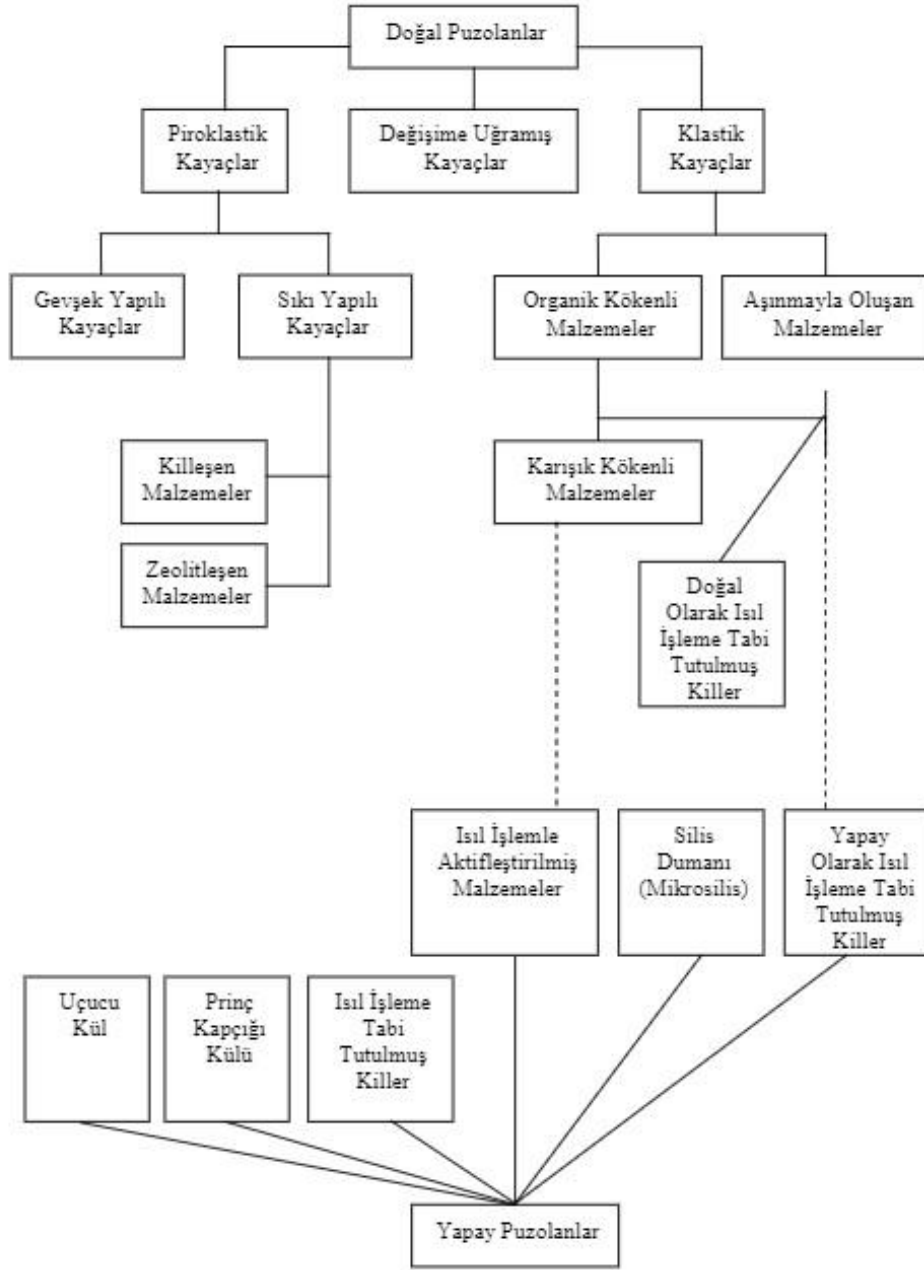 Doğal Puzolanlar
Piroklastik
Kayaçlar
Değişime Uğramış
Kayaçlar
Klastik
Kayaçlar
Gevşek Yapılı
Kayaçlar
Sıkı Yapılı
Kayaçlar
Organik Kökenli
Malzemeler
Aşınmayla Oluşan
Malzemeler
Killeşen
Malzemeler
Karışık Kökenli
Malzemeler
Zeolitleşen
Malzemeler
Doğal
Olarak Isıl
İşleme Tabi
Tutulmuş
Killer
Isıl İşlemle
Aktifleştirilmiş
Malzemeler
Silis
Dumanı
(Mikrosilis)
Yapay
Olarak Isıl
İşleme Tabi
Tutulmuş
Killer
Uçucu
Kül
Prinç
Kapçığı
Külü
Isıl İşleme
Tabi
Tutulmuş
Killer
Yapay Puzolanlar